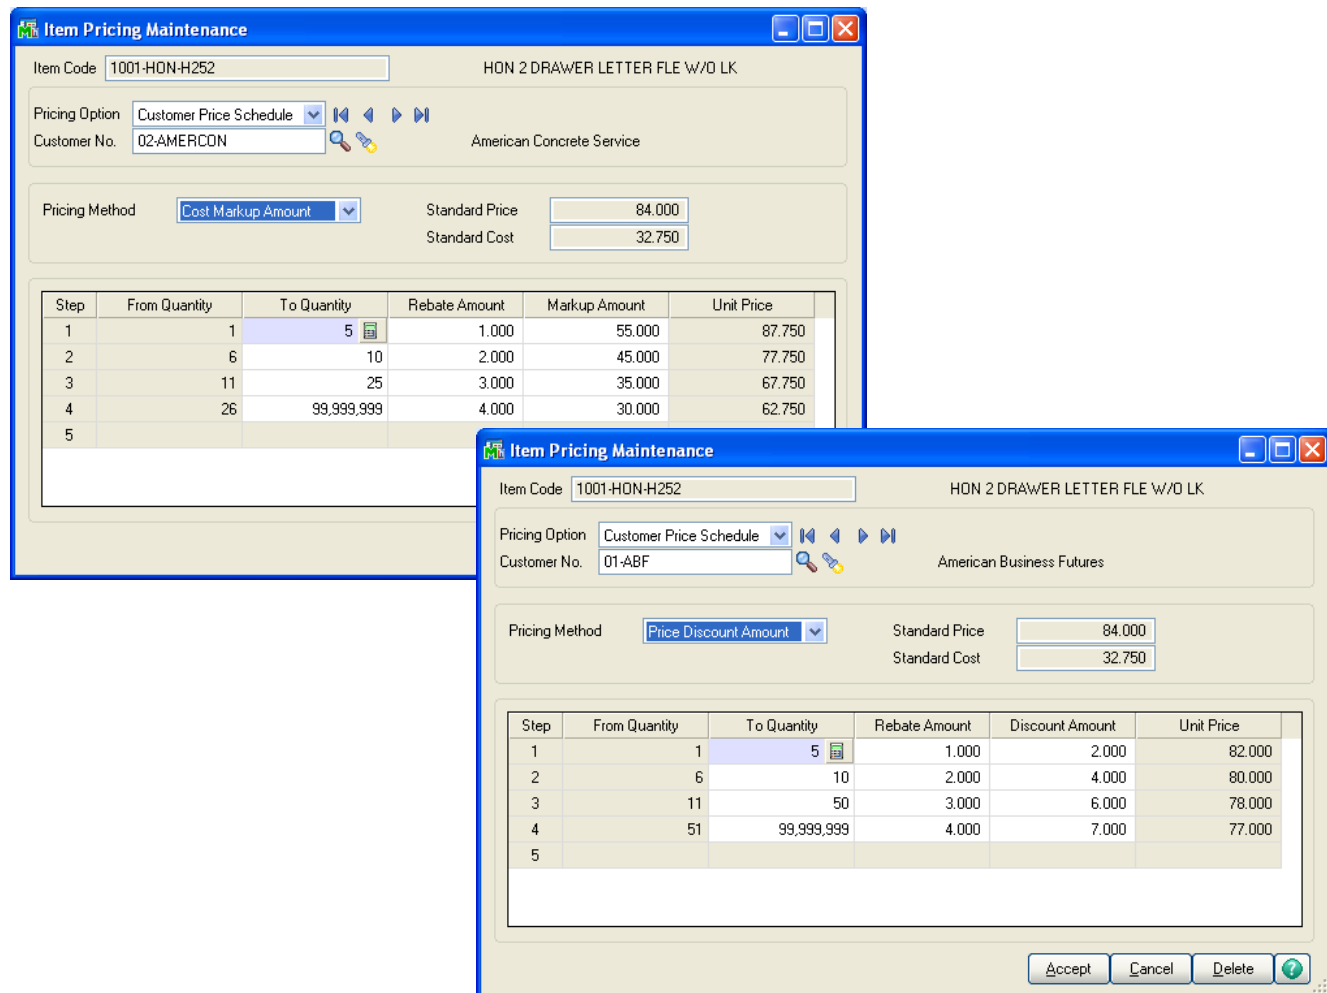 Item Pricing Maintenance
Item Code 1001-HON-H252 HON 2 DRAWER LETTER FLE W/O LK
Pricing Option Customer Price Schedule
Customer No. 02-AMERCON American Concrete Service
Pricing Method Cost Markup Amount Standard Price 84.000
Standard Cost 32.750
Step From Quantity To Quantity Rebate Amount Markup Amount Unit Price
1 1 5 1.000 55.000 87.750
2 6 10 2.000 45.000 77.750
3 11 25 3.000 35.000 67.750
4 26 99,999,999 4.000 30.000 62.750
5
Item Pricing Maintenance
Item Code 1001-HON-H252 HON 2 DRAWER LETTER FLE W/O LK
Pricing Option Customer Price Schedule
Customer No. 01-ABF American Business Futures
Pricing Method Price Discount Amount Standard Price 84.000
Standard Cost 32.750
Step From Quantity To Quantity Rebate Amount Discount Amount Unit Price
1 1 5 1.000 2.000 82.000
2 6 10 2.000 4.000 80.000
3 11 50 3.000 6.000 78.000
4 51 99,999,999 4.000 7.000 77.000
5
Accept Cancel Delete ?